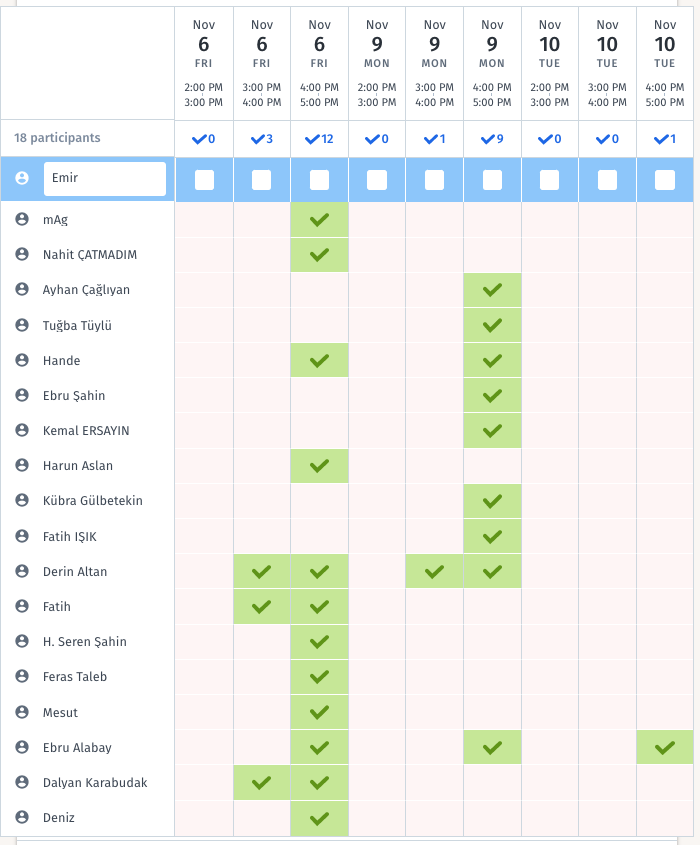 Nov Nov Nov Nov Nov Nov Nov Nov Nov
6 6 6 9 9 9 10 10 10
FRI FRI FRI MON MON MON TUE TUE TUE
2:00 PM 3:00 PM 4:00 PM 2:00 PM 3:00 PM 4:00 PM 2:00 PM 3:00 PM 4:00 PM
3:00 PM 4:00 PM 5:00 PM 3:00 PM 4:00 PM 5:00 PM 3:00 PM 4:00 PM 5:00 PM
18 participants 0 3 12 0 1 9 0 0 1
Emir
mAg
Nahit ÇATMADIM
Ayhan Çağlıyan
Tuğba Tüylü
Hande
Ebru Şahin
Kemal ERSAYIN
Harun Aslan
Kübra Gülbetekin
Fatih IŞIK
Derin Altan
Fatih
H. Seren Şahin
Feras Taleb
Mesut
Ebru Alabay
Dalyan Karabudak
Deniz